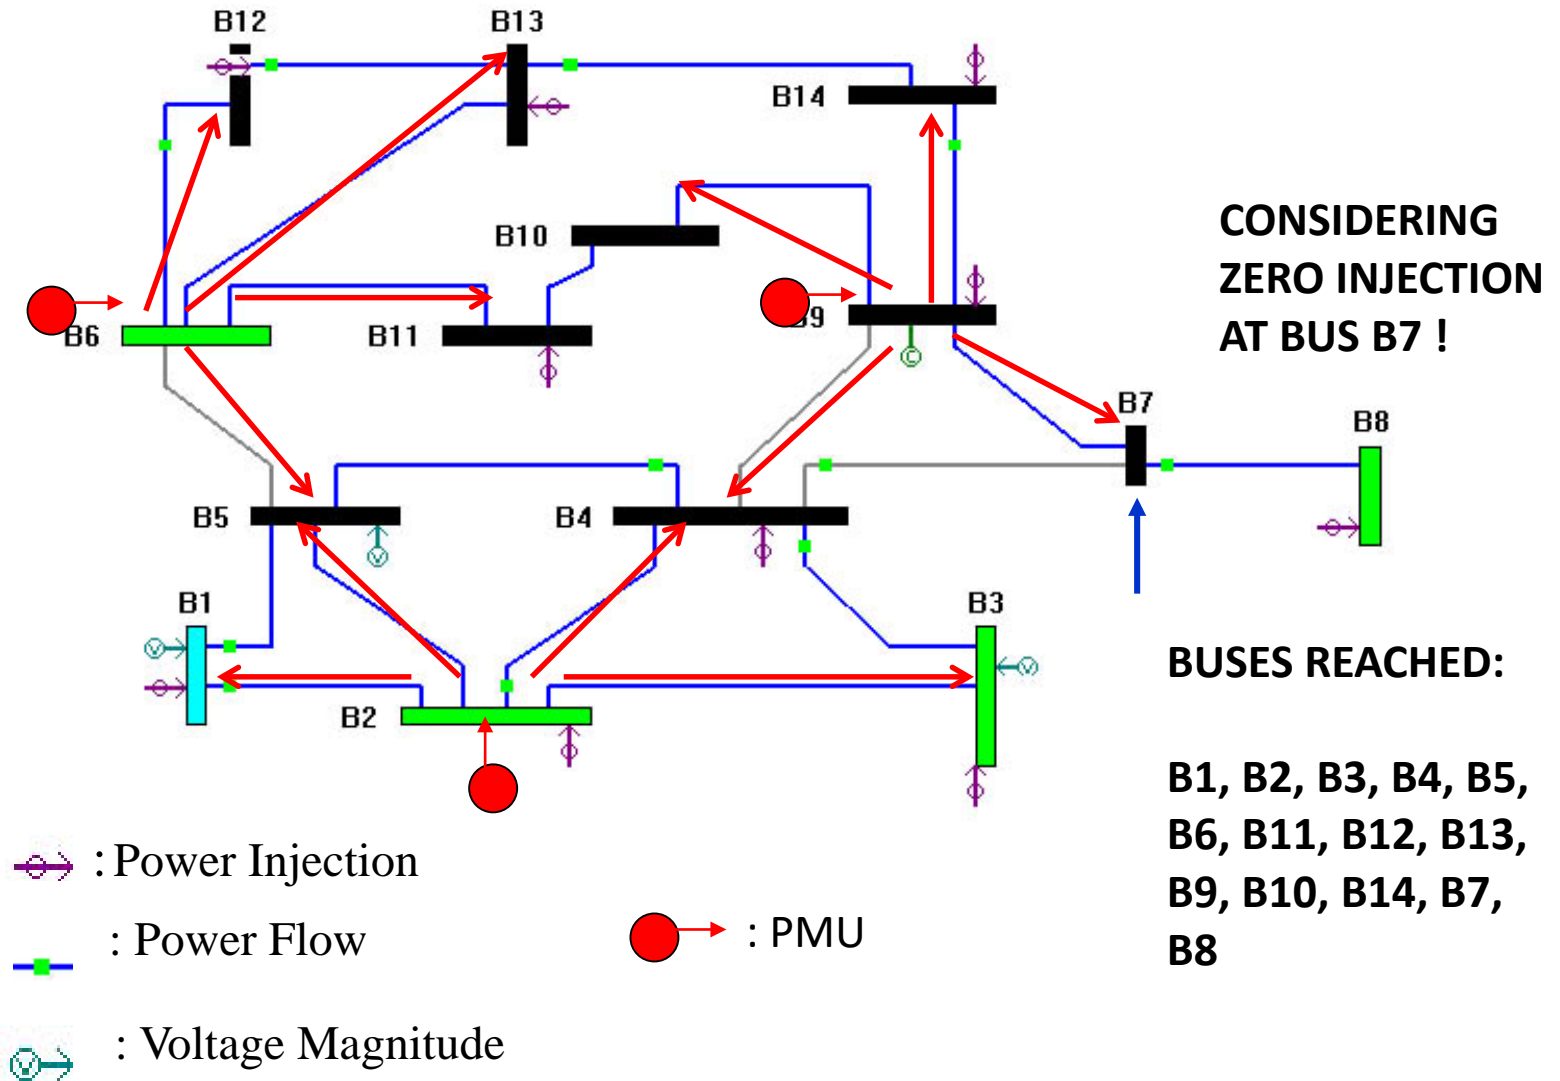 B12
B13
B14
B10
B6
B11
B9
B7
B8
B5
B4
B1
B3
B2
C
V
V
V
CONSIDERING
ZERO INJECTION
AT BUS B7 !
BUSES REACHED:
B1, B2, B3, B4, B5,
B6, B11, B12, B13,
B9, B10, B14, B7,
B8
: Power Injection
: Power Flow
: PMU
V
: Voltage Magnitude